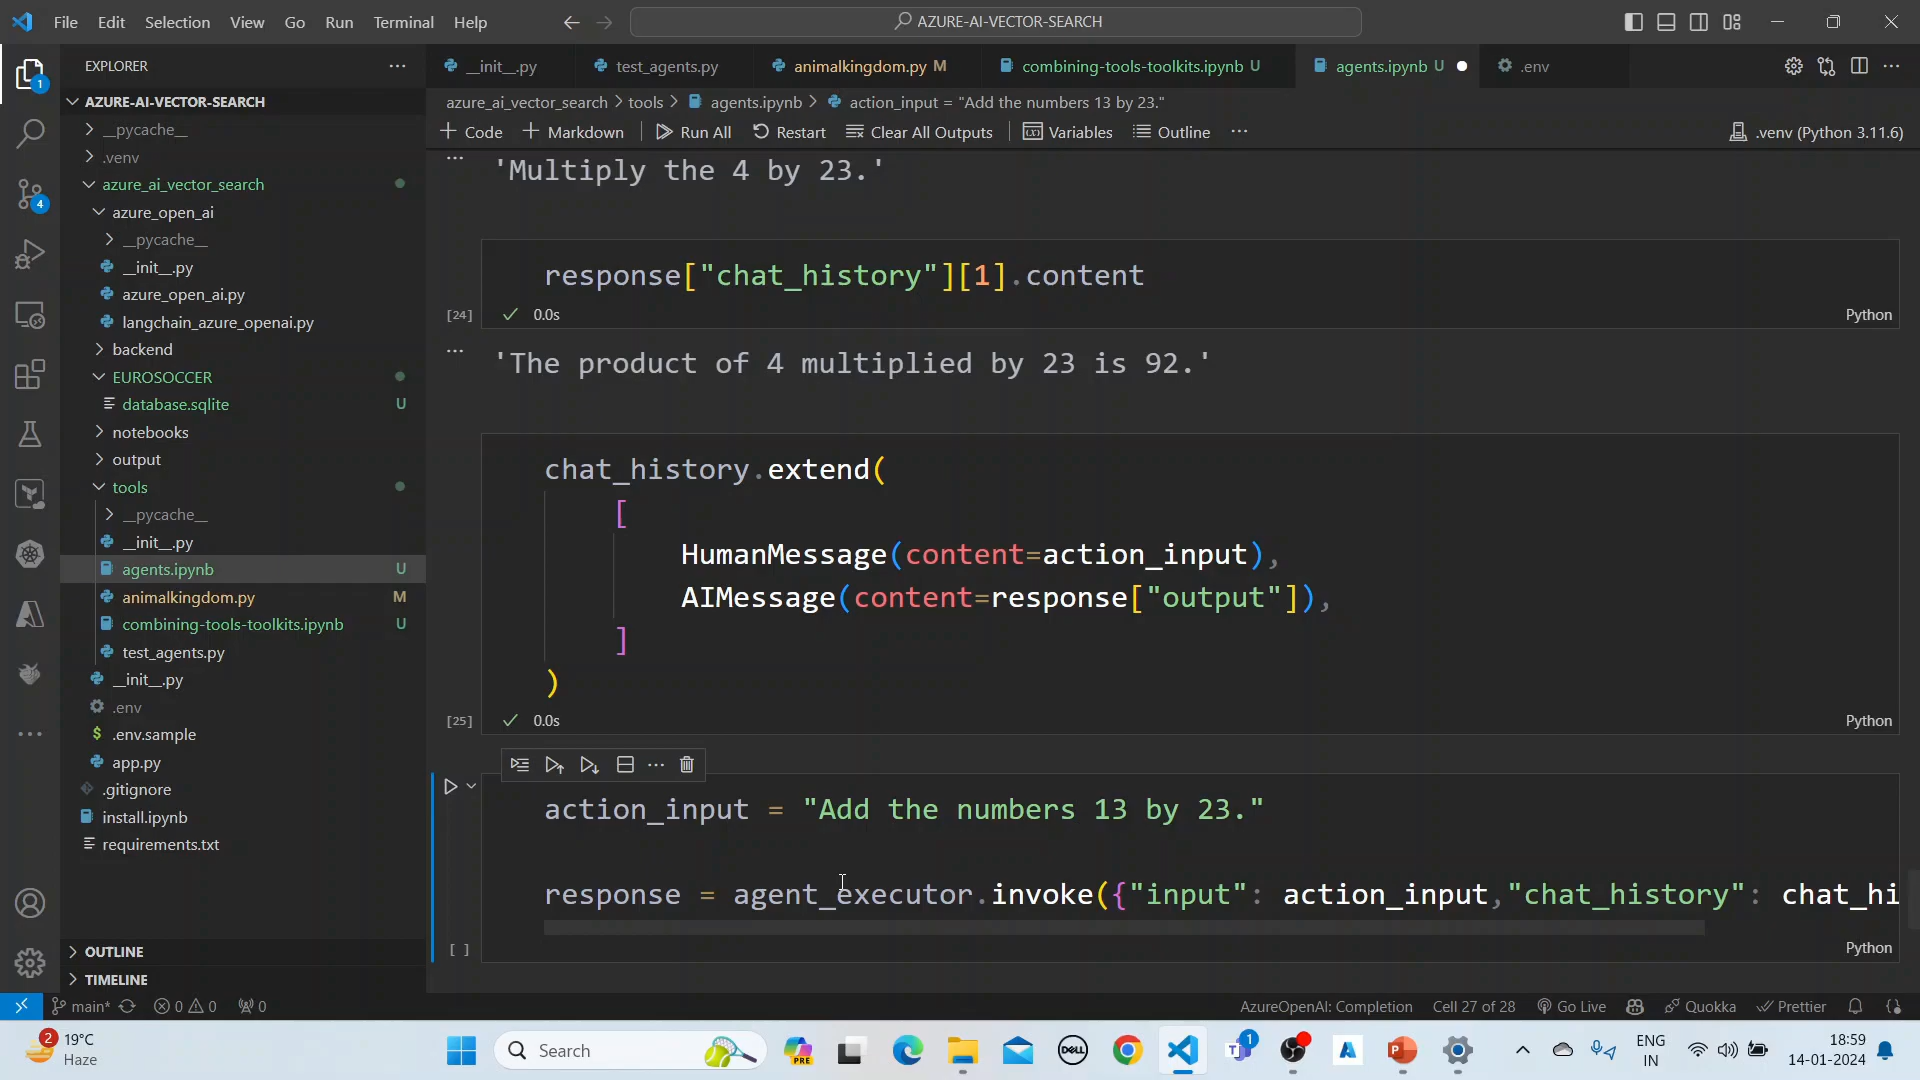 File Edit Selection View Go Run Terminal Help
AZURE-AI-VECTOR-SEARCH
EXPLORER
__init__.py
test_agents.py
animalkingdom.py M
combining-tools-toolkits.ipynb U
agents.ipynb U
.env
azure_ai_vector_search > tools > agents.ipynb > action_input = "Add the numbers 13 by 23."
Code Markdown Run All Restart Clear All Outputs Variables Outline
.venv (Python 3.11.6)
1
4
AZURE-AI-VECTOR-SEARCH
__pycache__
.venv
azure_ai_vector_search
azure_open_ai
__pycache__
__init__.py
azure_open_ai.py
langchain_azure_openai.py
backend
EUROSOCCER
database.sqlite U
notebooks
output
tools
__pycache__
__init__.py
agents.ipynb U
animalkingdom.py M
combining-tools-toolkits.ipynb U
test_agents.py
__init__.py
.env
.env.sample
app.py
.gitignore
install.ipynb
requirements.txt
OUTLINE
TIMELINE
'Multiply the 4 by 23.'
response["chat_history"][1].content
[24] 0.0s Python
'The product of 4 multiplied by 23 is 92.'
chat_history.extend(
[
HumanMessage(content=action_input),
AIMessage(content=response["output"]),
]
)
[25] 0.0s Python
action_input = "Add the numbers 13 by 23."
response = agent_executor.invoke({"input": action_input,"chat_history": chat_hi
[ ] Python
main* 0 0 0
AzureOpenAI: Completion Cell 27 of 28 Go Live Quokka Prettier
2
19°C
Haze
Search
PRE
DELL
1
ENG
IN
18:59
14-01-2024